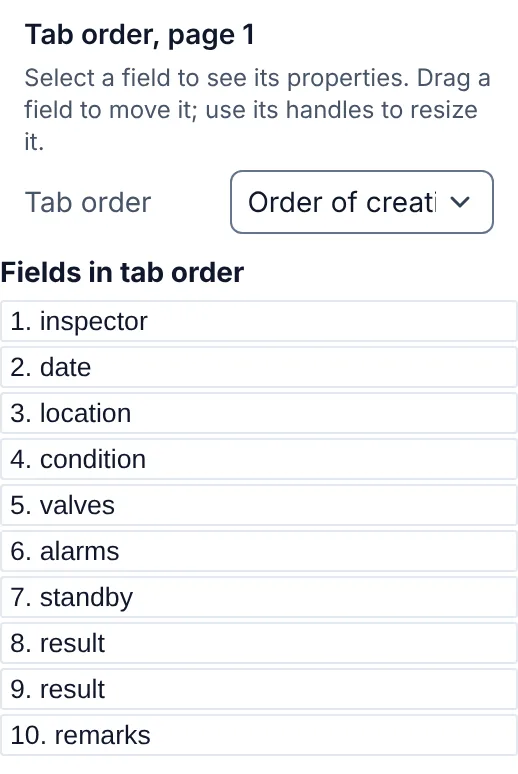 Tab order, page 1
Select a field to see its properties. Drag a
field to move it; use its handles to resize
it.
Tab order
Order of creati
Fields in tab order
1. inspector
2. date
3. location
4. condition
5. valves
6. alarms
7. standby
8. result
9. result
10. remarks